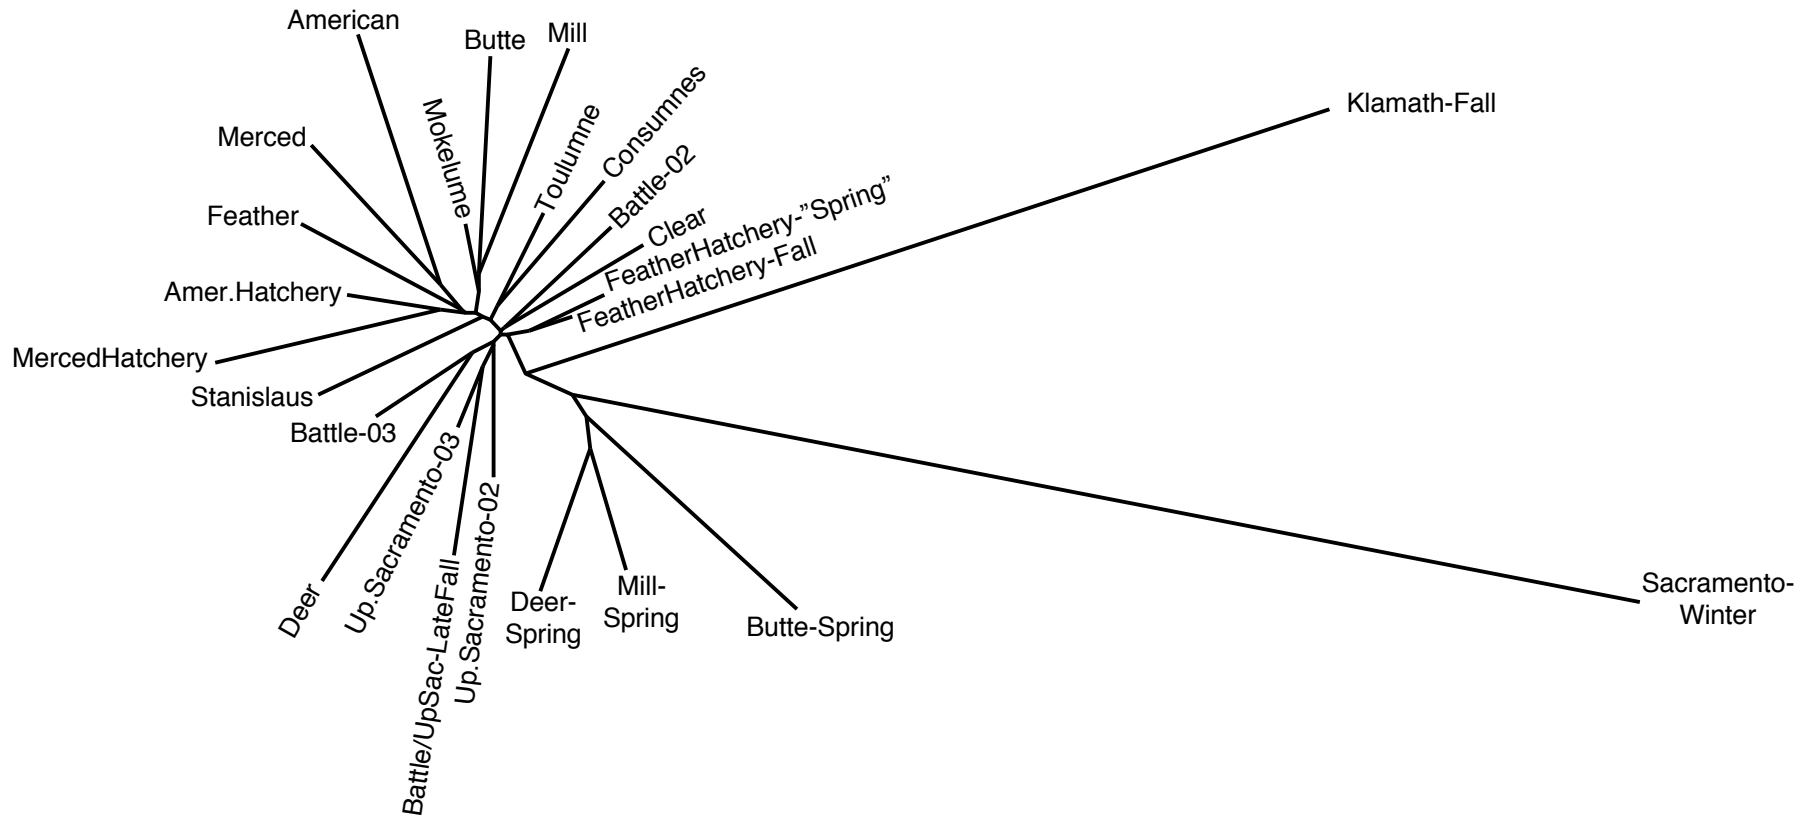 American
Butte
Mill
Mokelume
Toulumne
Consumnes
Battle-02
Klamath-Fall
Merced
Clear
FeatherHatchery-”Spring”
FeatherHatchery-Fall
Feather
Amer.Hatchery
MercedHatchery
Stanislaus
Battle-03
Deer
Up.Sacramento-03
Battle/UpSac-LateFall
Up.Sacramento-02
Deer-
Spring
Mill-
Spring
Butte-Spring
Sacramento-
Winter